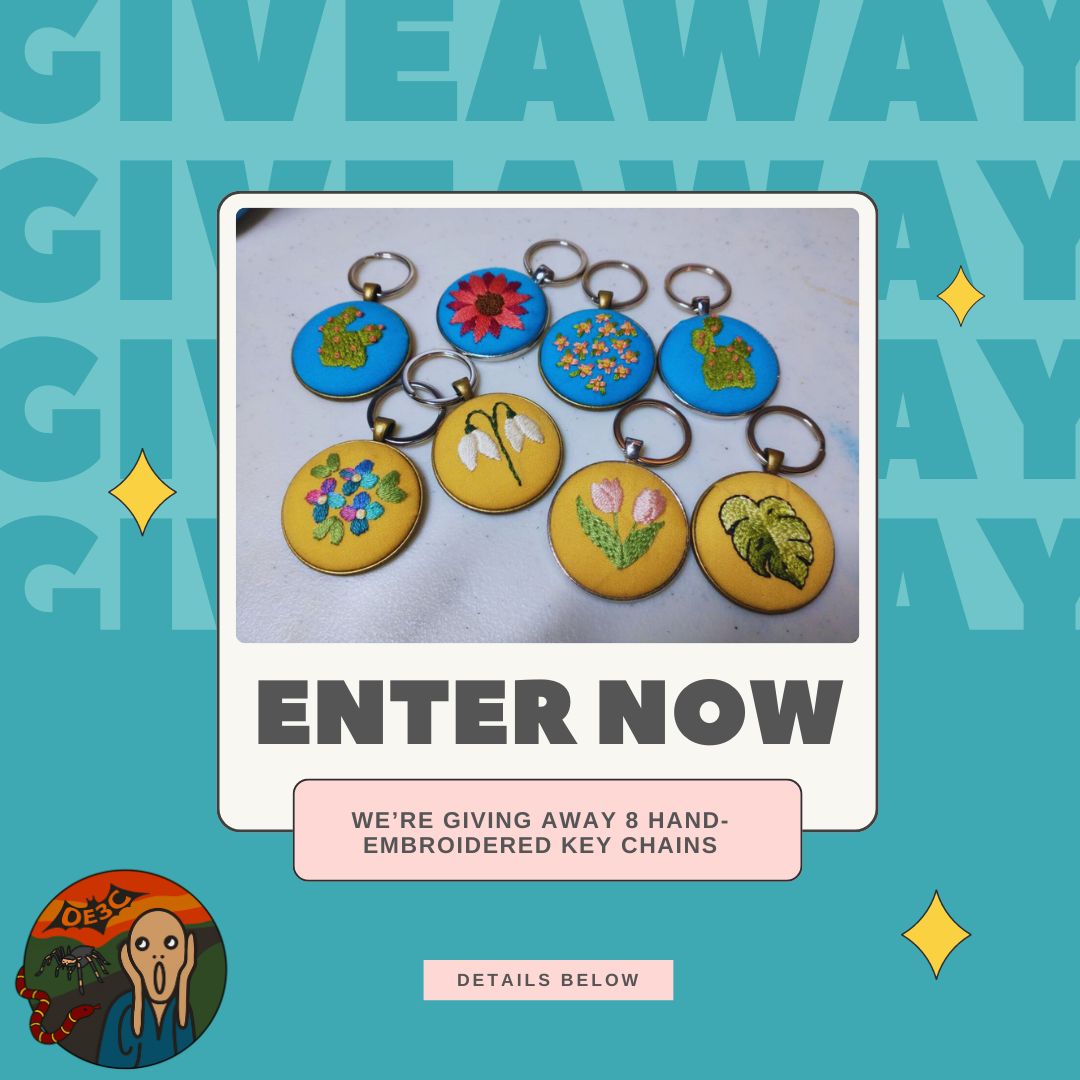 GIVEAWAY
GIVEAWAY
GIVEAWAY
GIVEAWAY
ENTER NOW
WE’RE GIVING AWAY 8 HAND-
EMBROIDERED KEY CHAINS
OE3C
DETAILS BELOW